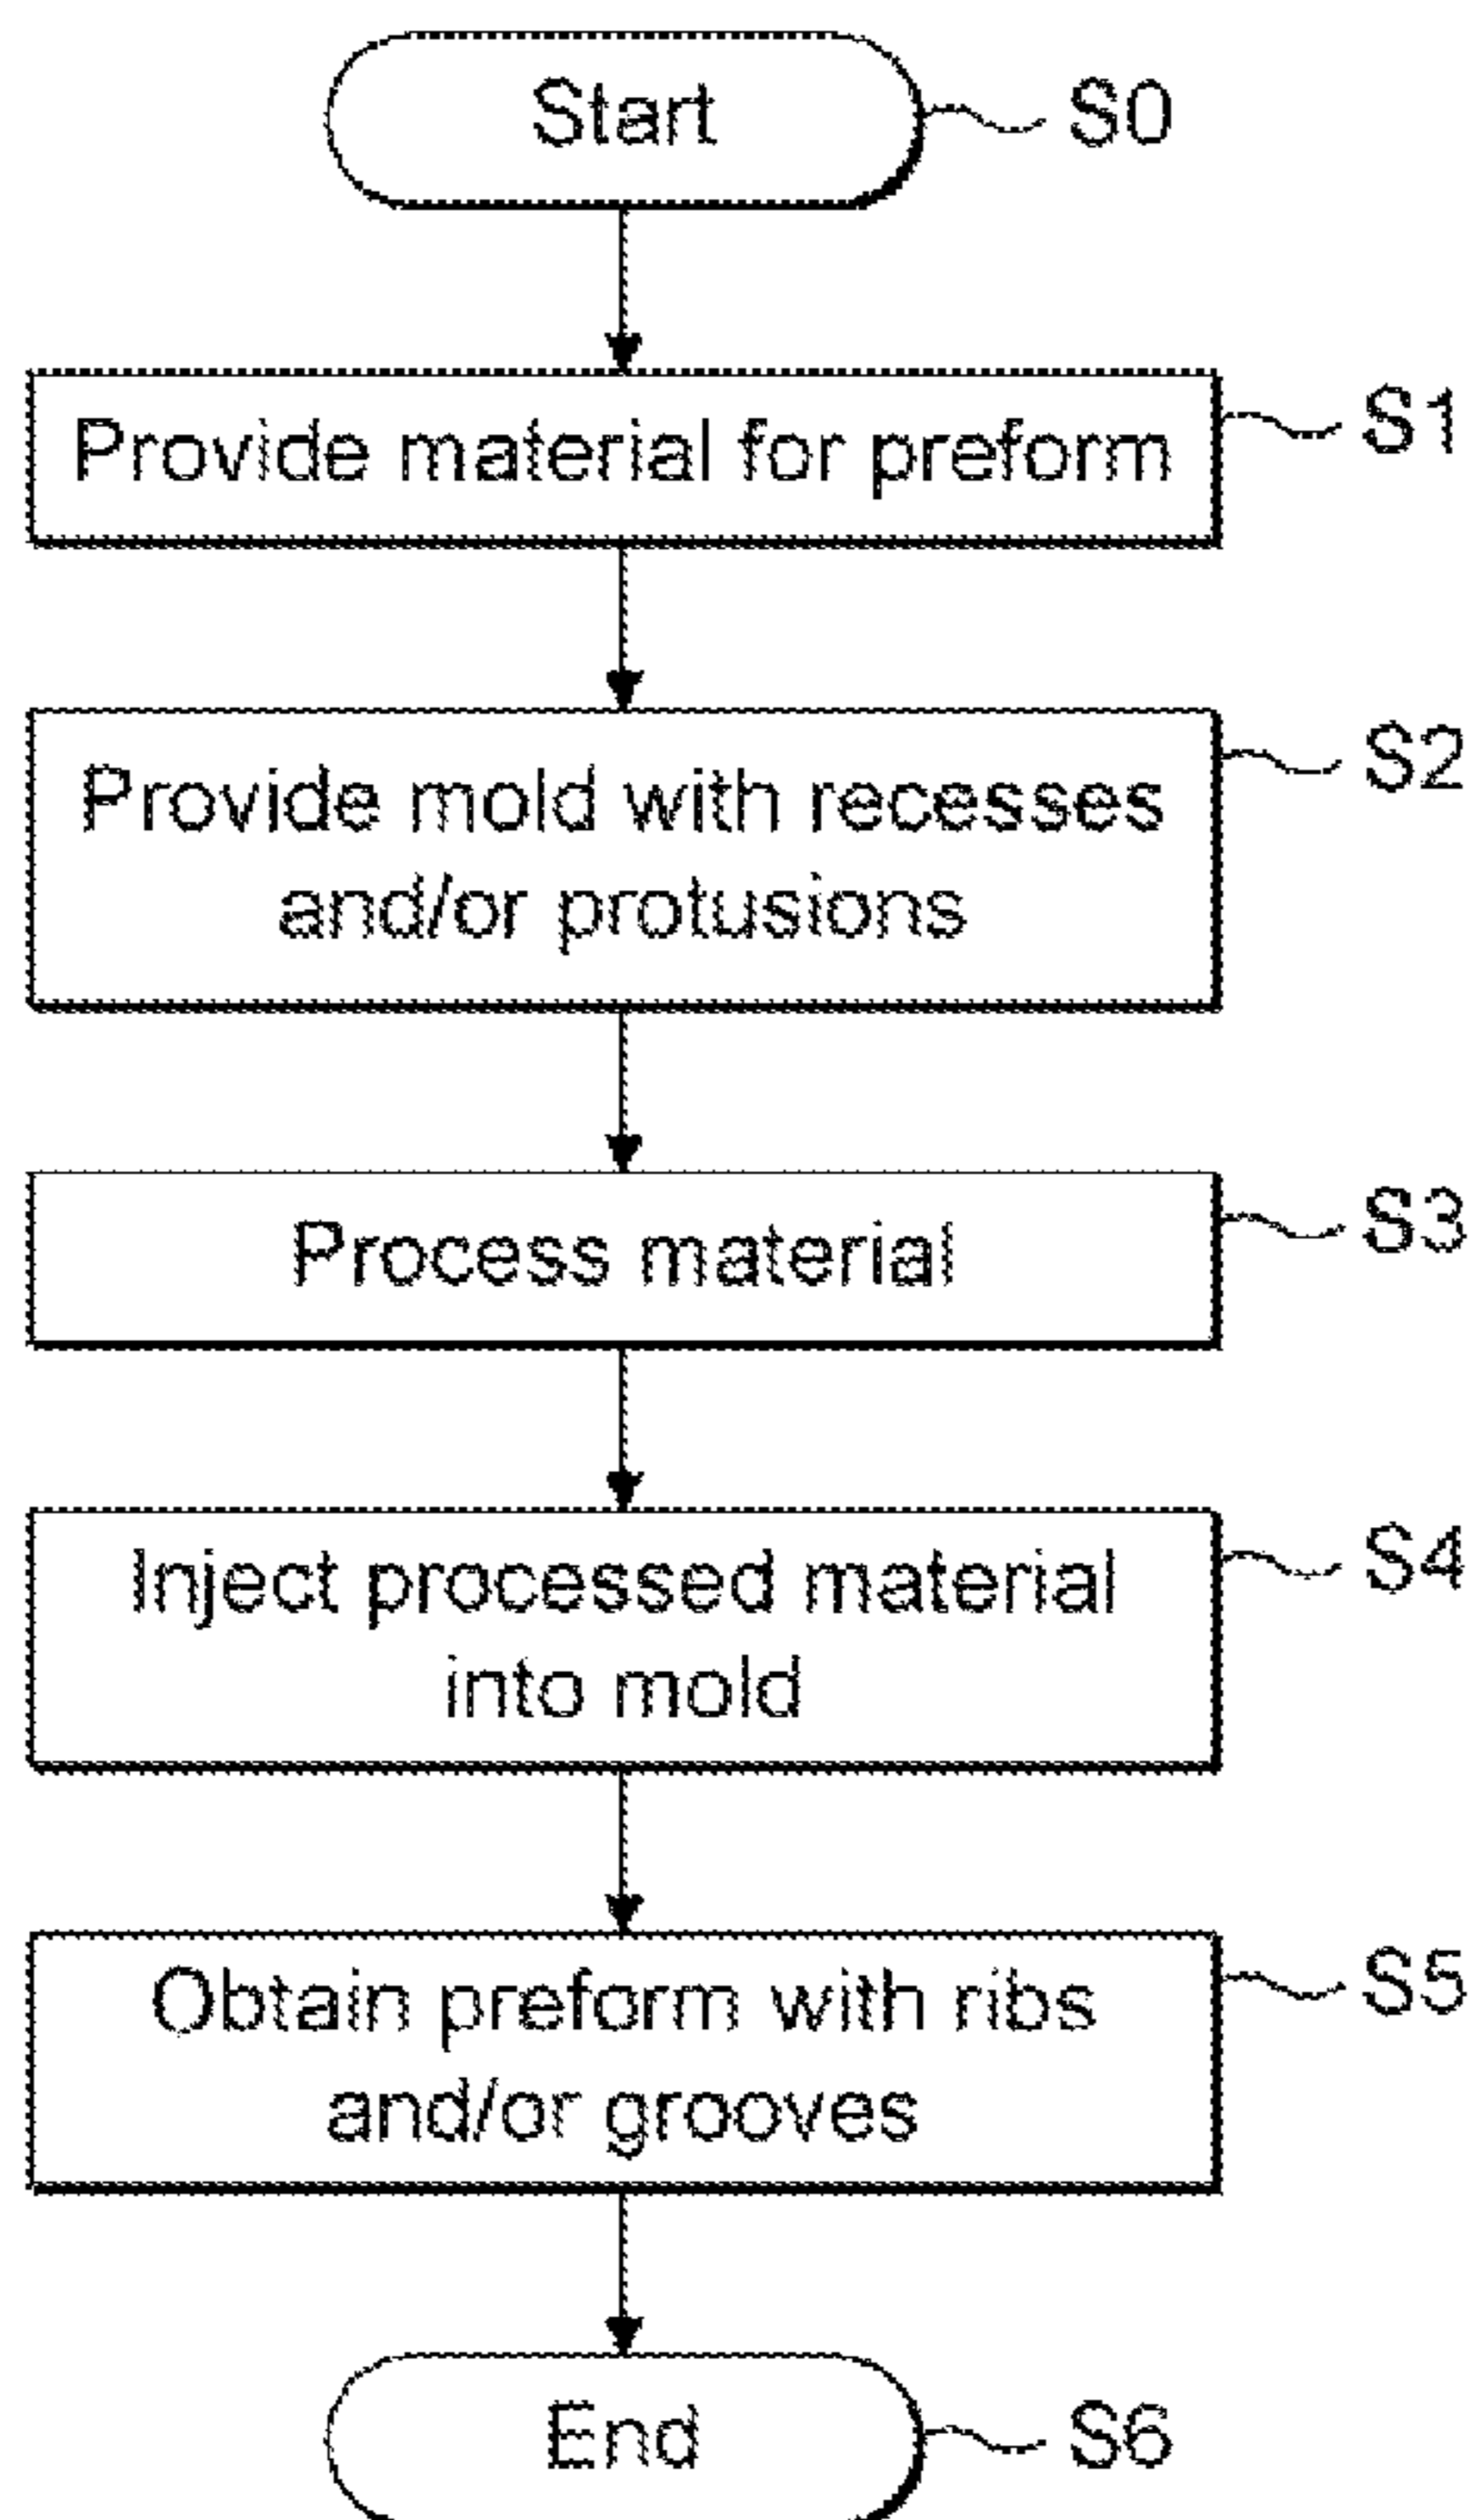 Start
S0
Provide material for preform
S1
Provide mold with recesses
and/or protusions
S2
Process material
S3
Inject processed material
into mold
S4
Obtain preform with ribs
and/or grooves
S5
End
S6